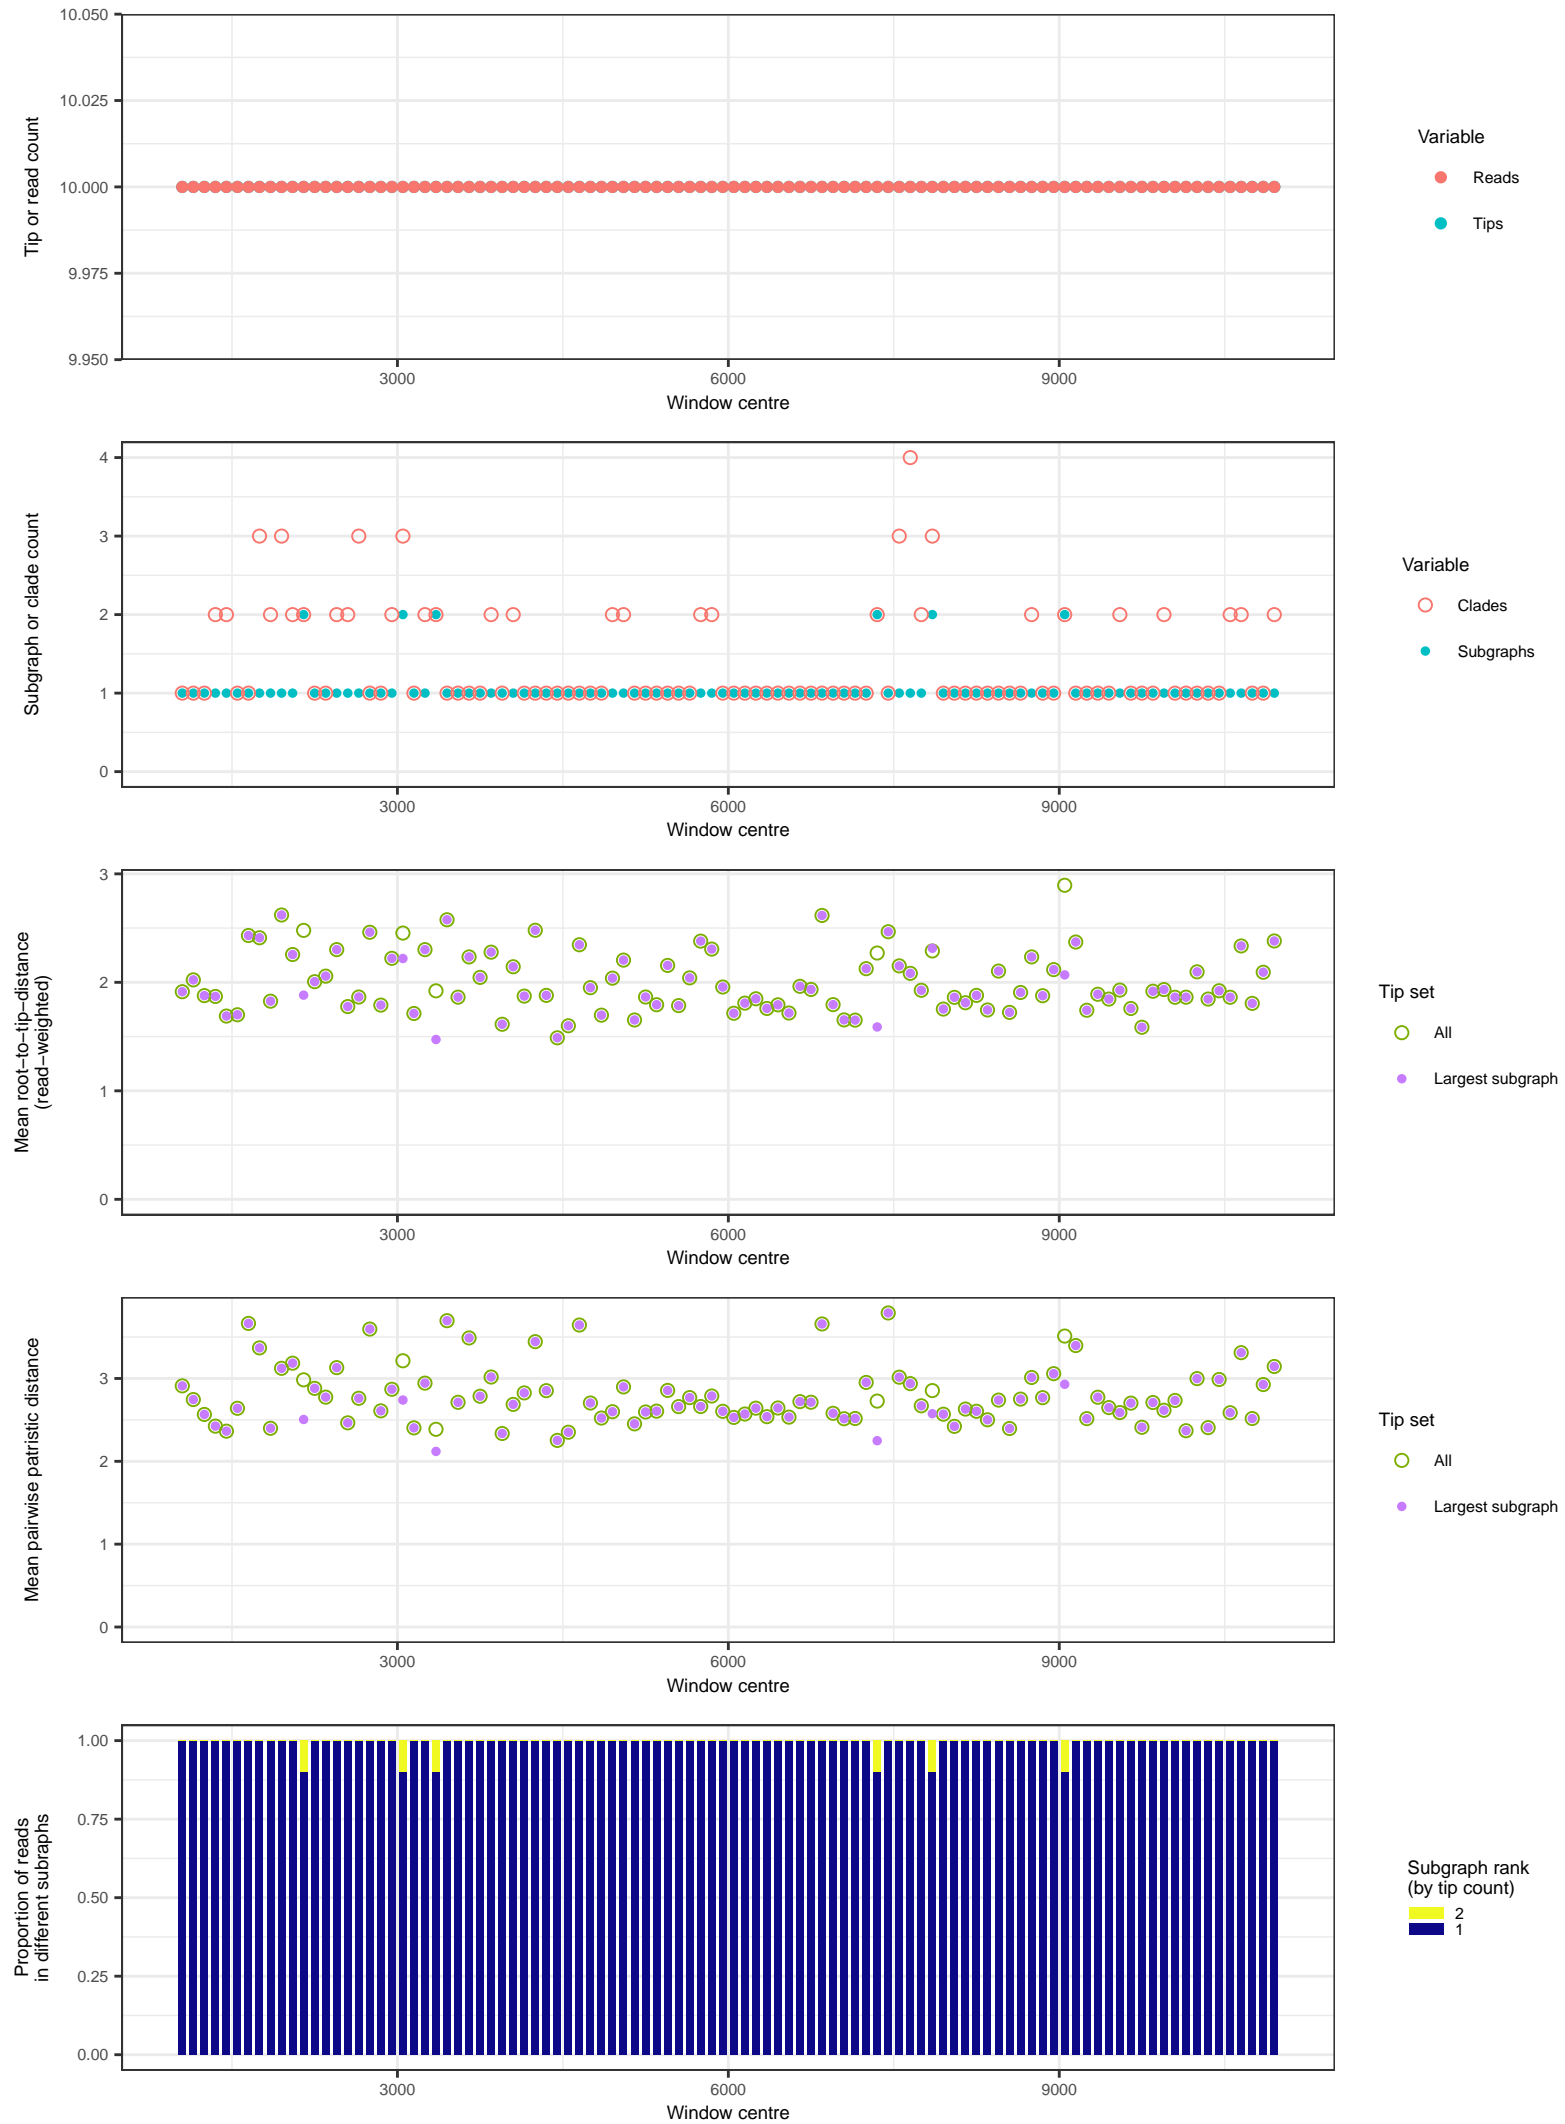 10.050
10.025
10.000
9.975
9.950
Tip or read count
3000 6000 9000
Window centre
Variable
Reads
Tips
4
3
2
1
0
Subgraph or clade count
3000 6000 9000
Window centre
Variable
Clades
Subgraphs
3
2
1
0
Mean root−to−tip−distance
(read−weighted)
3000 6000 9000
Window centre
Tip set
All
Largest subgraph
3
2
1
0
Mean pairwise patristic distance
3000 6000 9000
Window centre
Tip set
All
Largest subgraph
1.00
0.75
0.50
0.25
0.00
Proportion of reads
in different subraphs
3000 6000 9000
Window centre
Subgraph rank
(by tip count)
2
1